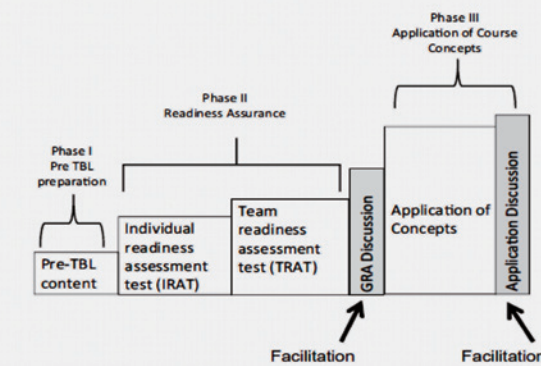 Phase III
Application of Course
Concepts
Phase II
Readiness Assurance
Phase I
Pre TBL
preparation
Pre-TBL
content
Individual
readiness
assessment
test (IRAT)
Team
readiness
assessment
test (TRAT)
GRA Discussion
Application of
Concepts
Application Discussion
Facilitation
Facilitation